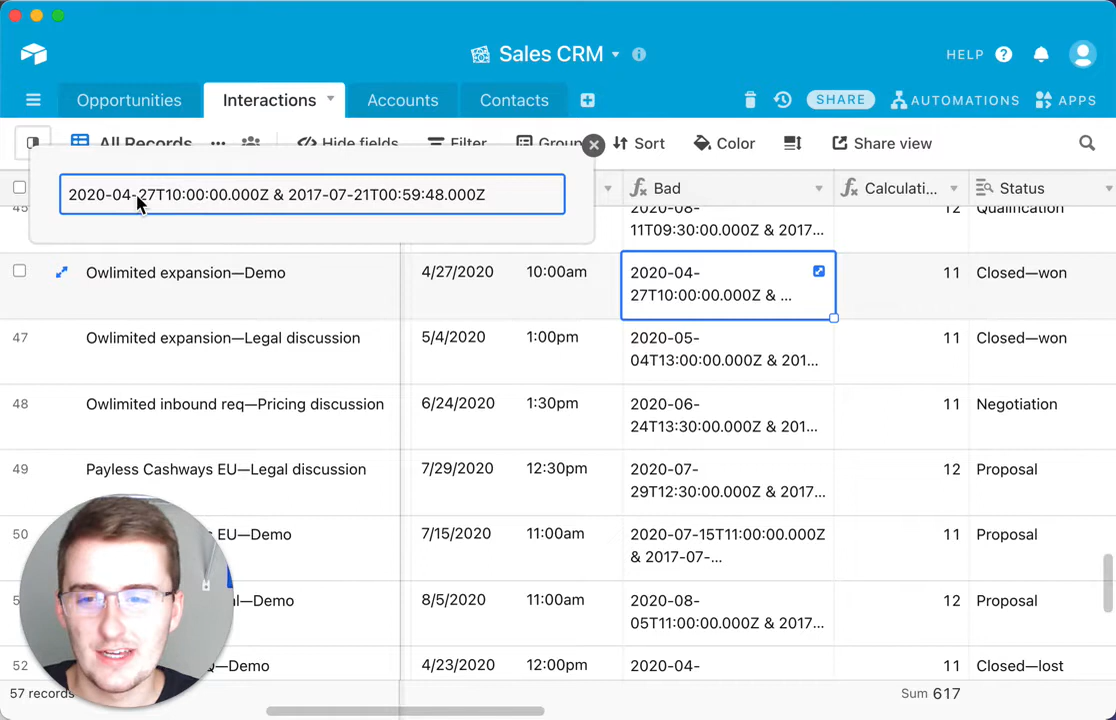 Sales CRM
HELP
Opportunities
Interactions
Accounts
Contacts
SHARE
AUTOMATIONS
APPS
All Records
Hide fields
Filter
Group
Sort
Color
Share view
2020-04-27T10:00:00.000Z & 2017-07-21T00:59:48.000Z
Bad
Calculati...
Status
45
2020-08-
11T09:30:00.000Z & 2017...
12
Qualification
Owlimited expansion—Demo
4/27/2020
10:00am
2020-04-
27T10:00:00.000Z & ...
11
Closed—won
47
Owlimited expansion—Legal discussion
5/4/2020
1:00pm
2020-05-
04T13:00:00.000Z & 201...
11
Closed—won
48
Owlimited inbound req—Pricing discussion
6/24/2020
1:30pm
2020-06-
24T13:30:00.000Z & 201...
11
Negotiation
49
Payless Cashways EU—Legal discussion
7/29/2020
12:30pm
2020-07-
29T12:30:00.000Z & 2017...
12
Proposal
50
EU—Demo
7/15/2020
11:00am
2020-07-15T11:00:00.000Z
& 2017-07-...
11
Proposal
—Demo
8/5/2020
11:00am
2020-08-
05T11:00:00.000Z & 2017...
12
Proposal
52
—Demo
4/23/2020
12:00pm
2020-04-
11
Closed—lost
57 records
Sum 617